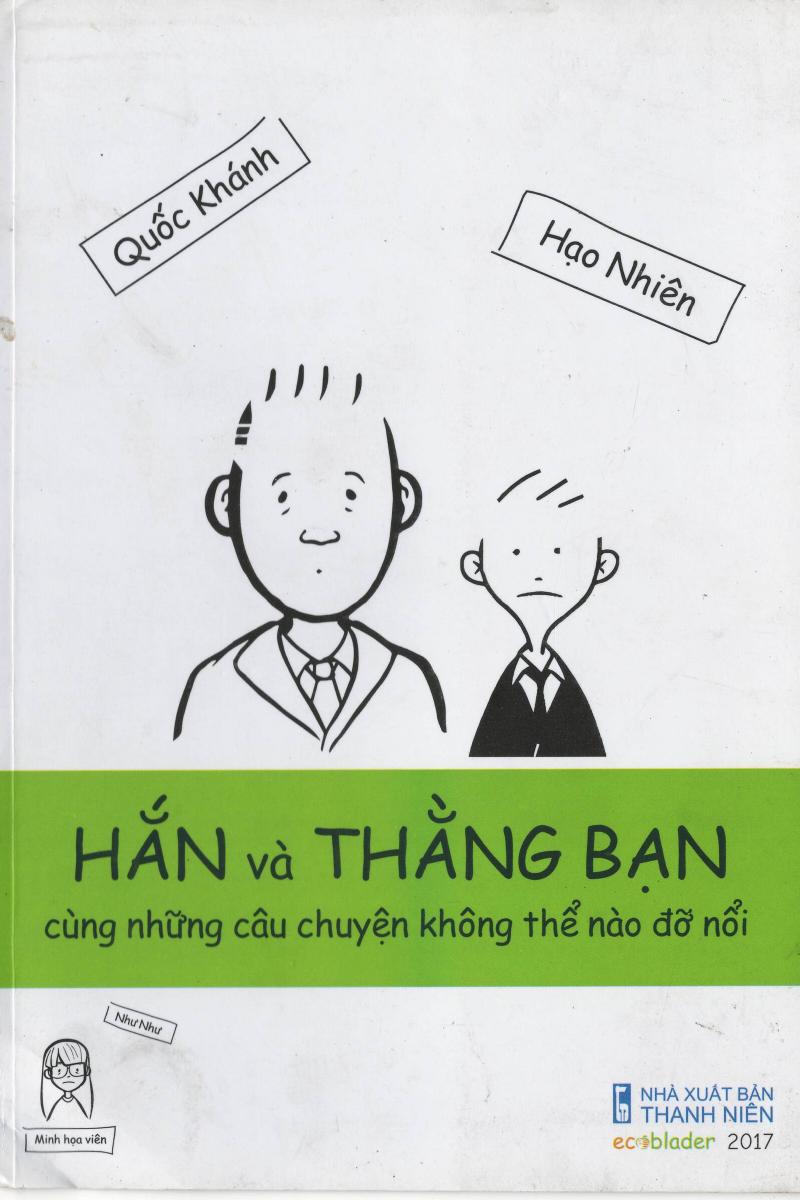 Quốc Khánh
Hạo Nhiên
HẮN và THẰNG BẠN
cùng những câu chuyện không thể nào đỡ nổi
Như Như
Minh họa viên
NHÀ XUẤT BẢN
THANH NIÊN
ecoblader 2017